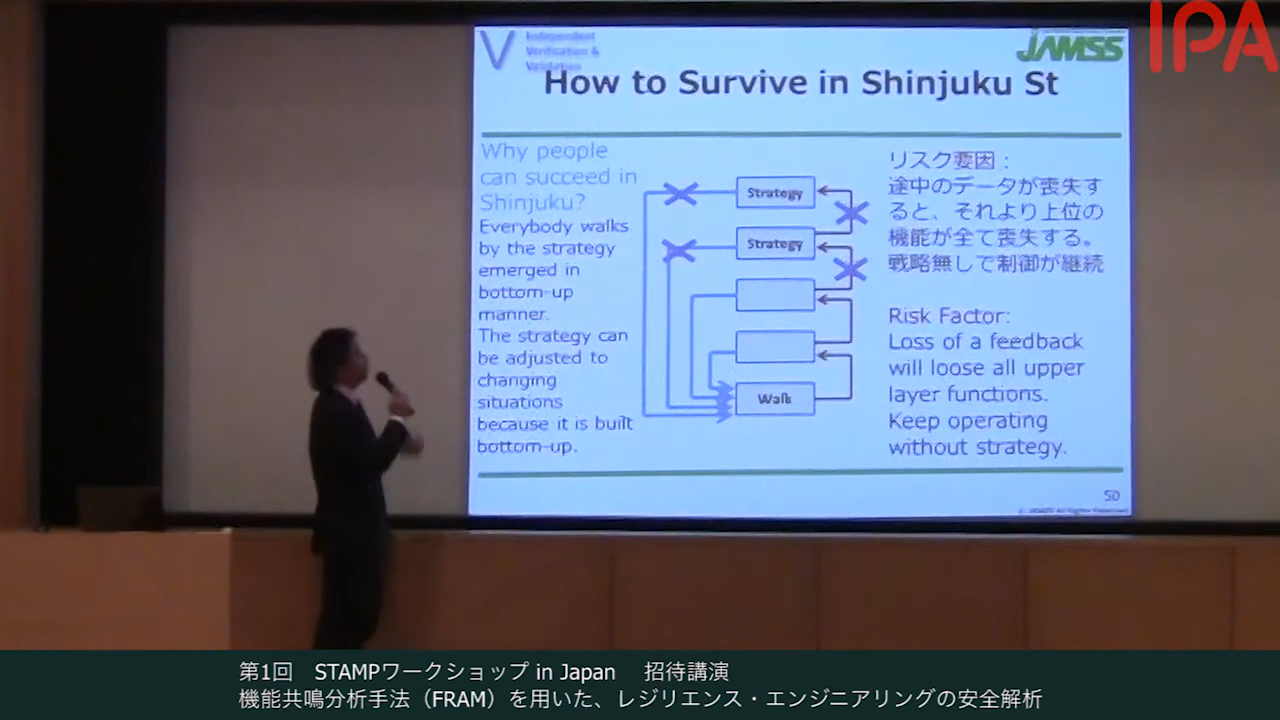 IPA
V
Independent
Verification &
Validation
JAMSS
How to Survive in Shinjuku St
Why people
can succeed in
Shinjuku?
Everybody walks
by the strategy
emerged in
bottom-up
manner.
The strategy can
be adjusted to
changing
situations
because it is built
bottom-up.
Strategy
Strategy
Walk
リスク要因：
途中のデータが喪失す
ると、それより上位の
機能が全て喪失する。
戦略無しで制御が継続
Risk Factor:
Loss of a feedback
will loose all upper
layer functions.
Keep operating
without strategy.
50
© JAMSS All Rights Reserved
第1回　STAMPワークショップ in Japan　招待講演
機能共鳴分析手法（FRAM）を用いた、レジリエンス・エンジニアリングの安全解析